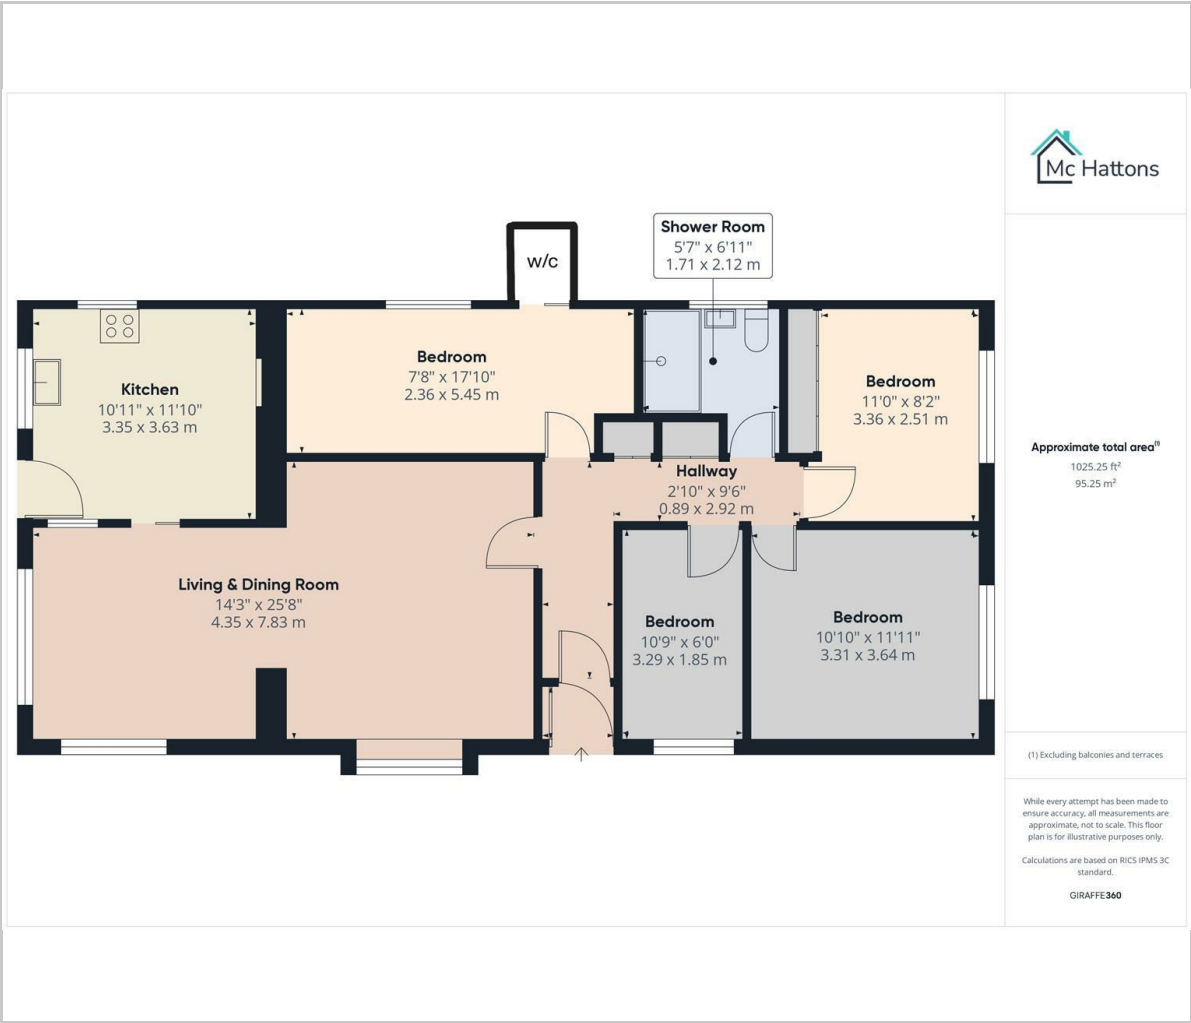 Mc Hattons
Shower Room
5'7" x 6'11"
1.71 x 2.12 m
w/c
Bedroom
7'8" x 17'10"
2.36 x 5.45 m
Kitchen
10'11" x 11'10"
3.35 x 3.63 m
Bedroom
11'0" x 8'2"
3.36 x 2.51 m
Hallway
2'10" x 9'6"
0.89 x 2.92 m
Living & Dining Room
14'3" x 25'8"
4.35 x 7.83 m
Bedroom
10'9" x 6'0"
3.29 x 1.85 m
Bedroom
10'10" x 11'11"
3.31 x 3.64 m
Approximate total area⁽¹⁾
1025.25 ft²
95.25 m²
(1) Excluding balconies and terraces
While every attempt has been made to
ensure accuracy, all measurements are
approximate, not to scale. This floor
plan is for illustrative purposes only.
Calculations are based on RICS IPMS 3C
standard.
GIRAFFE360